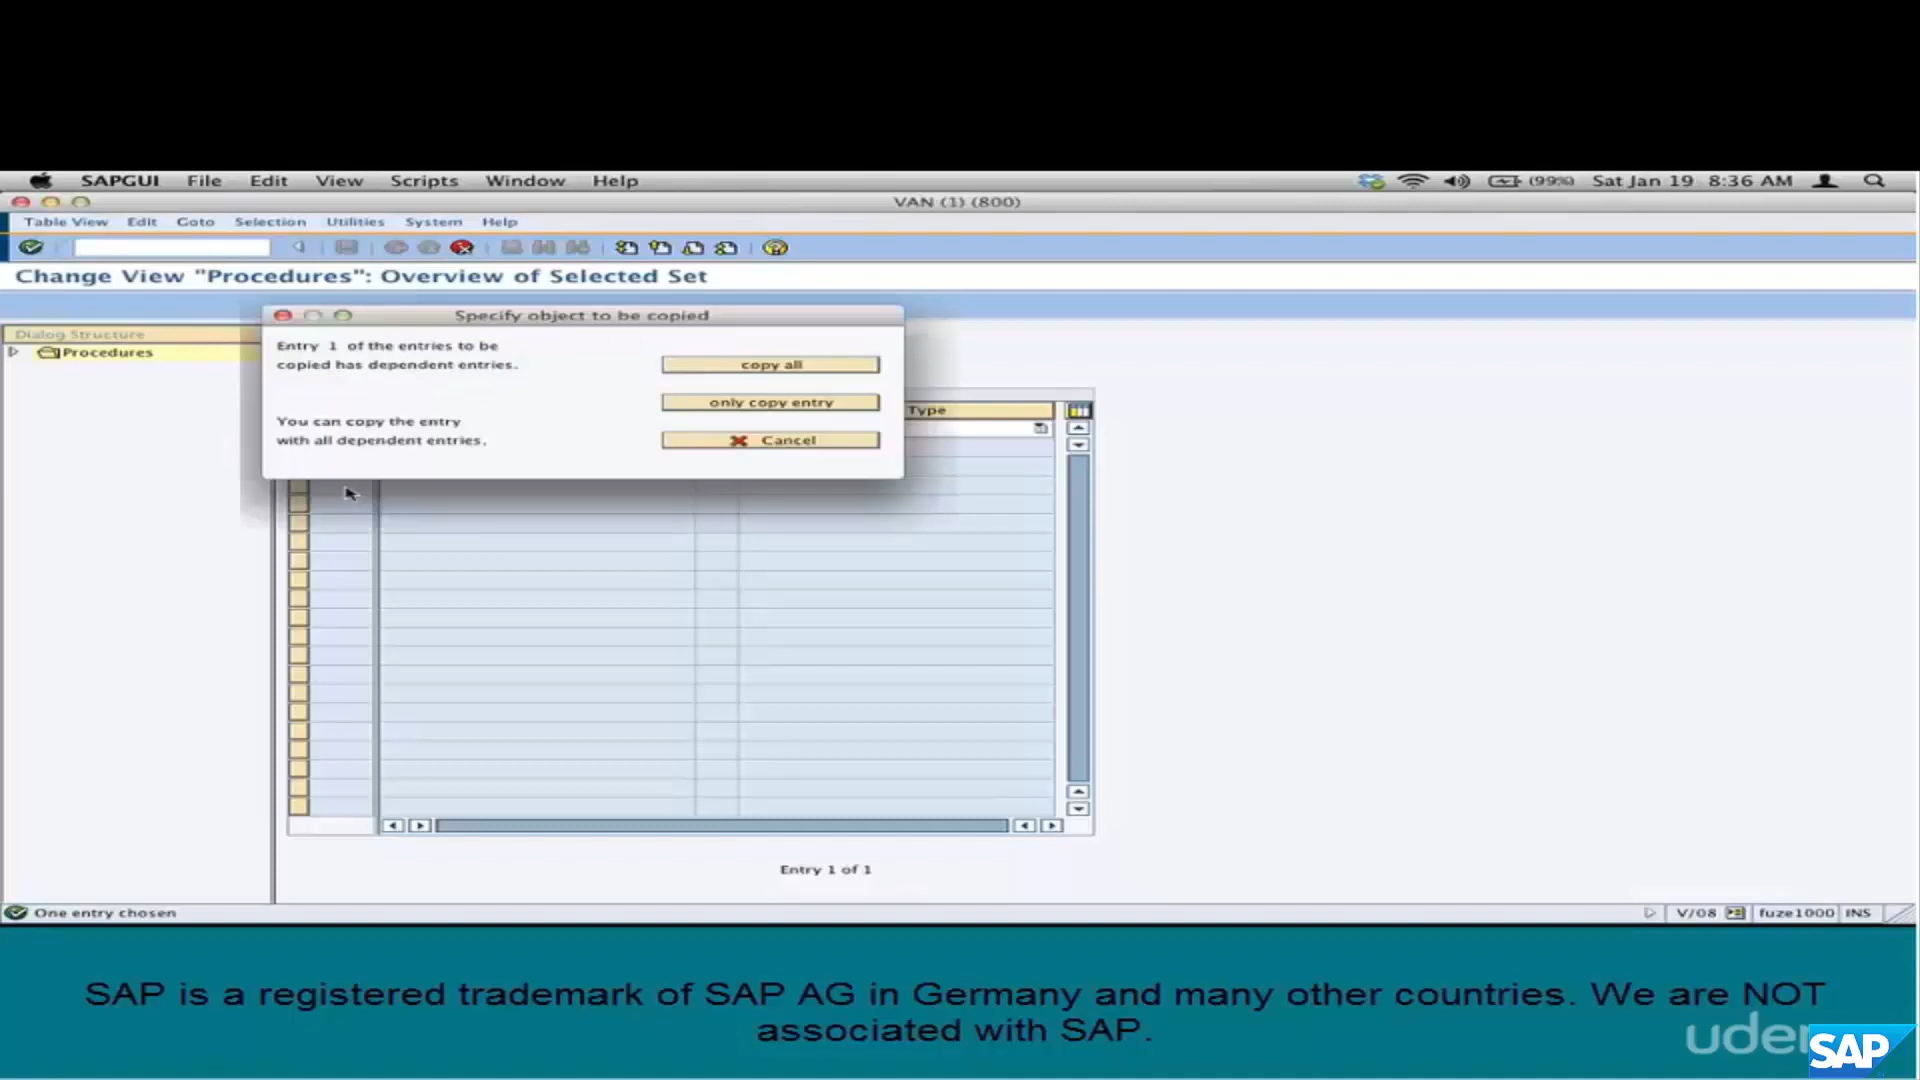 SAPGUI File Edit View Scripts Window Help (99%) Sat Jan 19 8:36 AM
VAN (1) (800)
Table View Edit Goto Selection Utilities System Help
Change View "Procedures": Overview of Selected Set
Specify object to be copied
Dialog Structure
Procedures
Entry 1 of the entries to be
copied has dependent entries.
copy all
only copy entry
You can copy the entry
with all dependent entries.
Cancel
Type
Entry 1 of 1
One entry chosen
V/08 fuze1000 INS
SAP is a registered trademark of SAP AG in Germany and many other countries. We are NOT
associated with SAP.
SAP